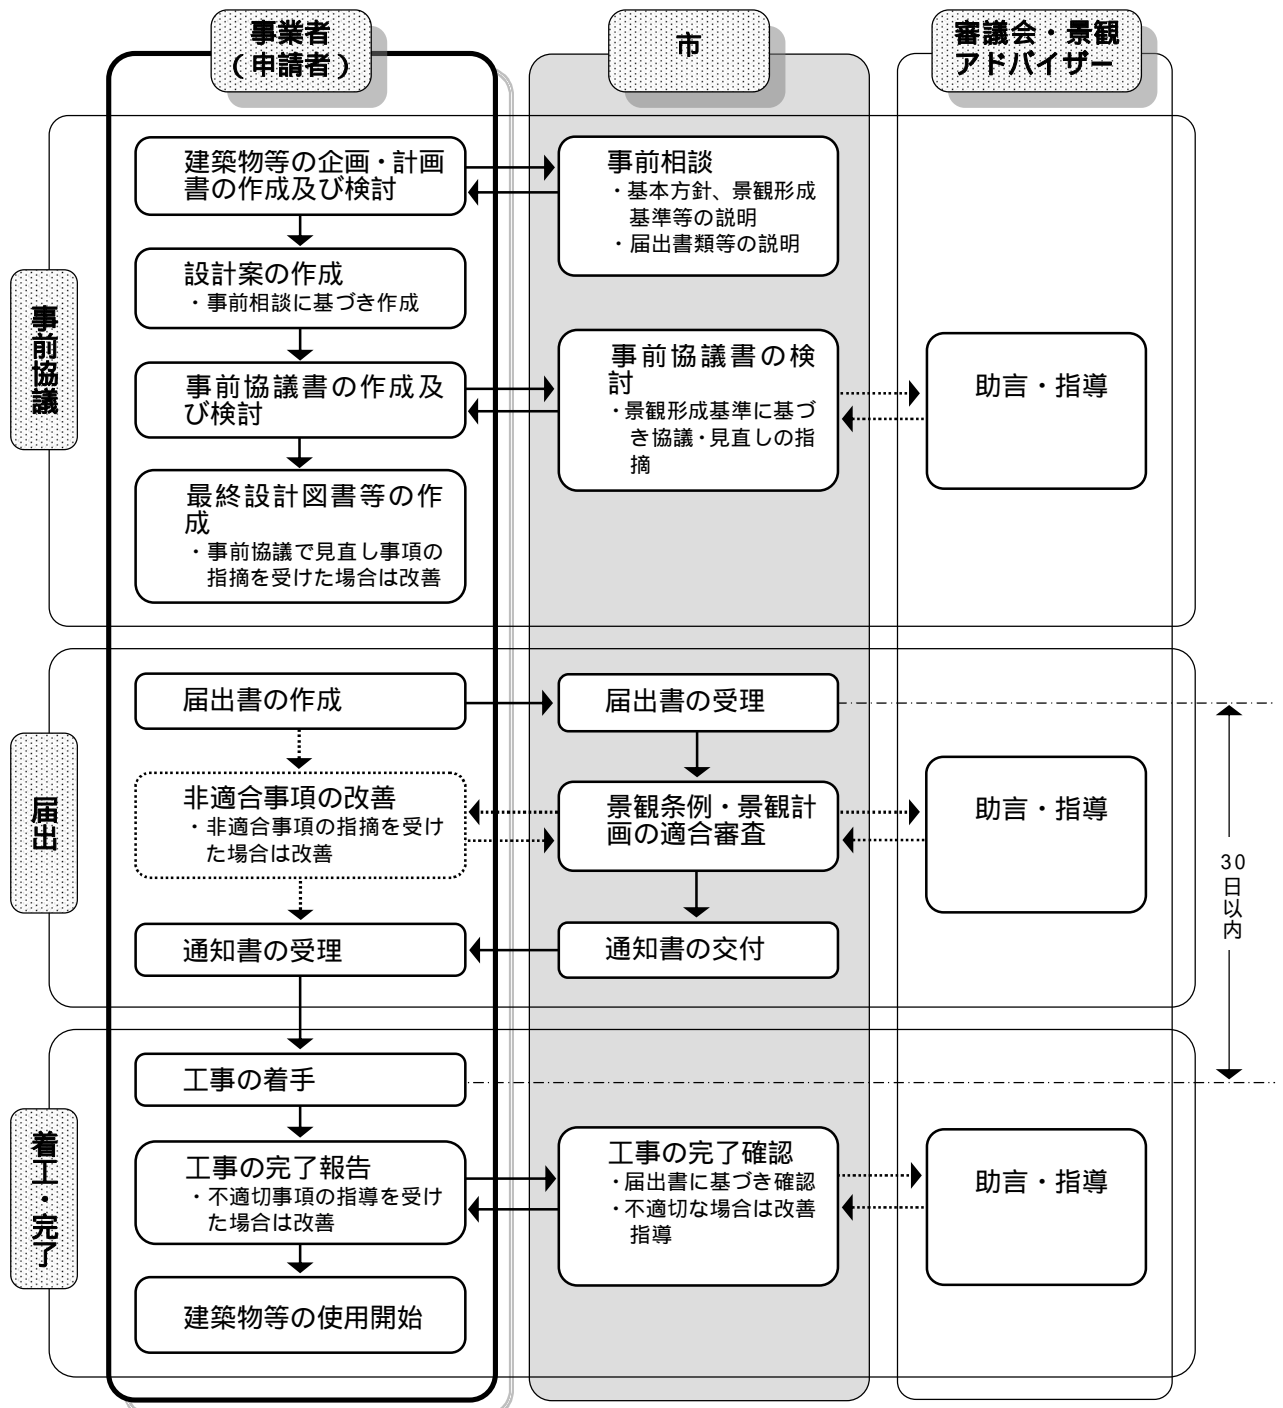 事業者
（申請者）
市
審議会・景観
アドバイザー
事前協議
建築物等の企画・計画
書の作成及び検討
事前相談
・基本方針、景観形成
基準等の説明
・届出書類等の説明
設計案の作成
・事前相談に基づき作成
事前協議書の作成及
び検討
事前協議書の検
討
・景観形成基準に基づ
き協議・見直しの指
摘
助言・指導
最終設計図書等の作
成
・事前協議で見直し事項の
指摘を受けた場合は改善
届出
届出書の作成
届出書の受理
非適合事項の改善
・非適合事項の指摘を受け
た場合は改善
景観条例・景観計
画の適合審査
助言・指導
30
日以内
通知書の受理
通知書の交付
着工・完了
工事の着手
工事の完了報告
・不適切事項の指導を受け
た場合は改善
工事の完了確認
・届出書に基づき確認
・不適切な場合は改善
指導
助言・指導
建築物等の使用開始